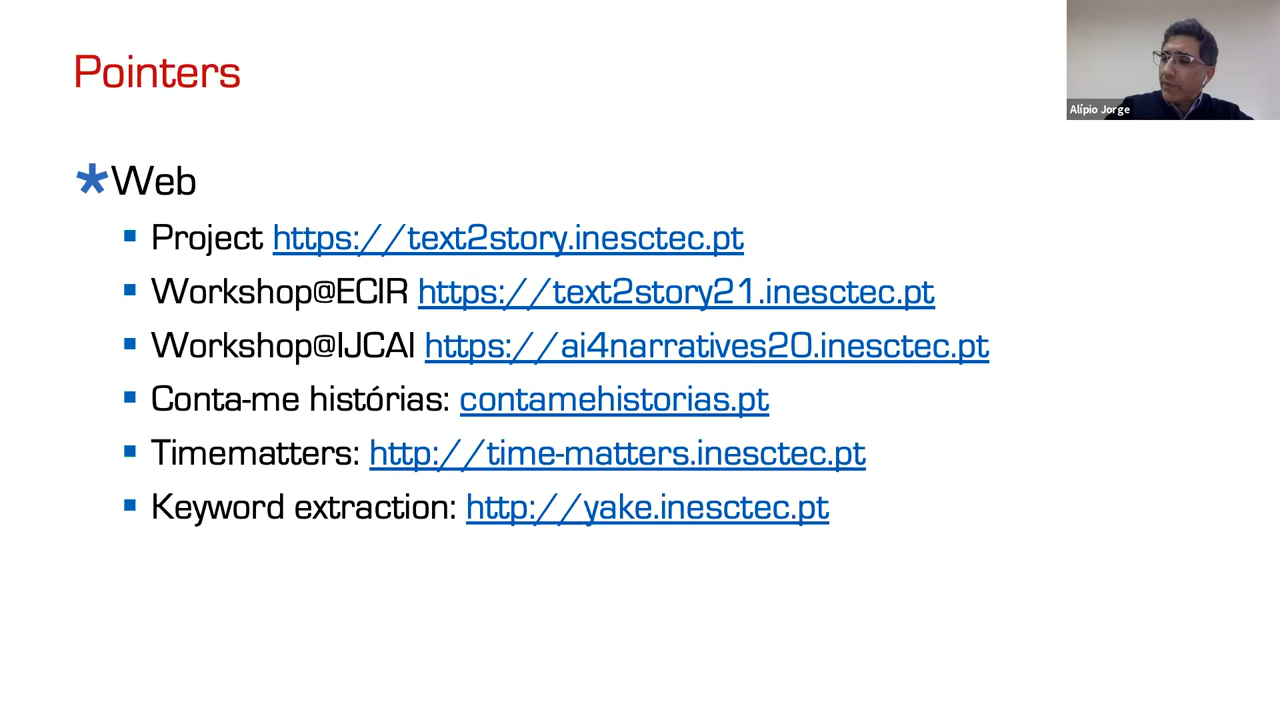 Pointers
Alípio Jorge
Web
Project https://text2story.inesctec.pt
Workshop@ECIR https://text2story21.inesctec.pt
Workshop@IJCAI https://ai4narratives20.inesctec.pt
Conta-me histórias: contamehistorias.pt
Timematters: http://time-matters.inesctec.pt
Keyword extraction: http://yake.inesctec.pt